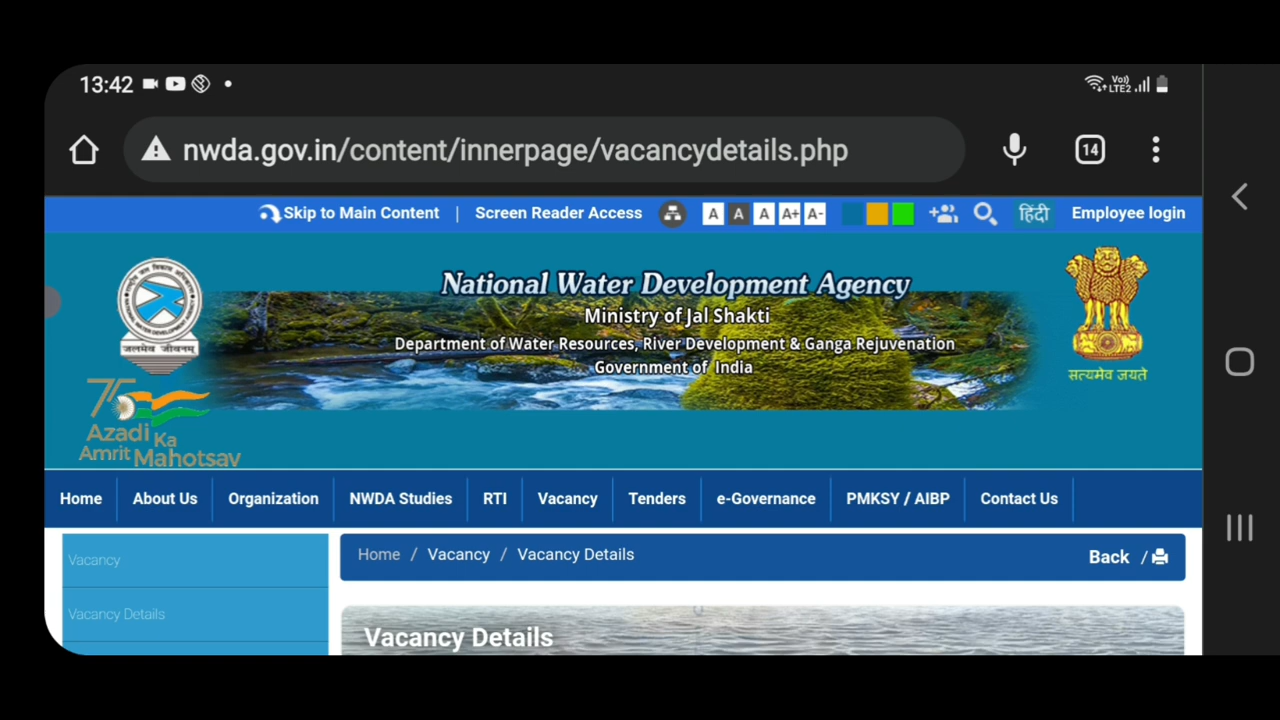 13:42
Vo)) LTE2
nwda.gov.in/content/innerpage/vacancydetails.php
14
Skip to Main Content | Screen Reader Access A A A A+ A- हिंदी Employee login
National Water Development Agency
Ministry of Jal Shakti
Department of Water Resources, River Development & Ganga Rejuvenation
Government of India
जलमेव जीवनम्
सत्यमेव जयते
75
Azadi Ka
Amrit Mahotsav
Home About Us Organization NWDA Studies RTI Vacancy Tenders e-Governance PMKSY / AIBP Contact Us
Vacancy
Vacancy Details
Home / Vacancy / Vacancy Details
Back /
Vacancy Details